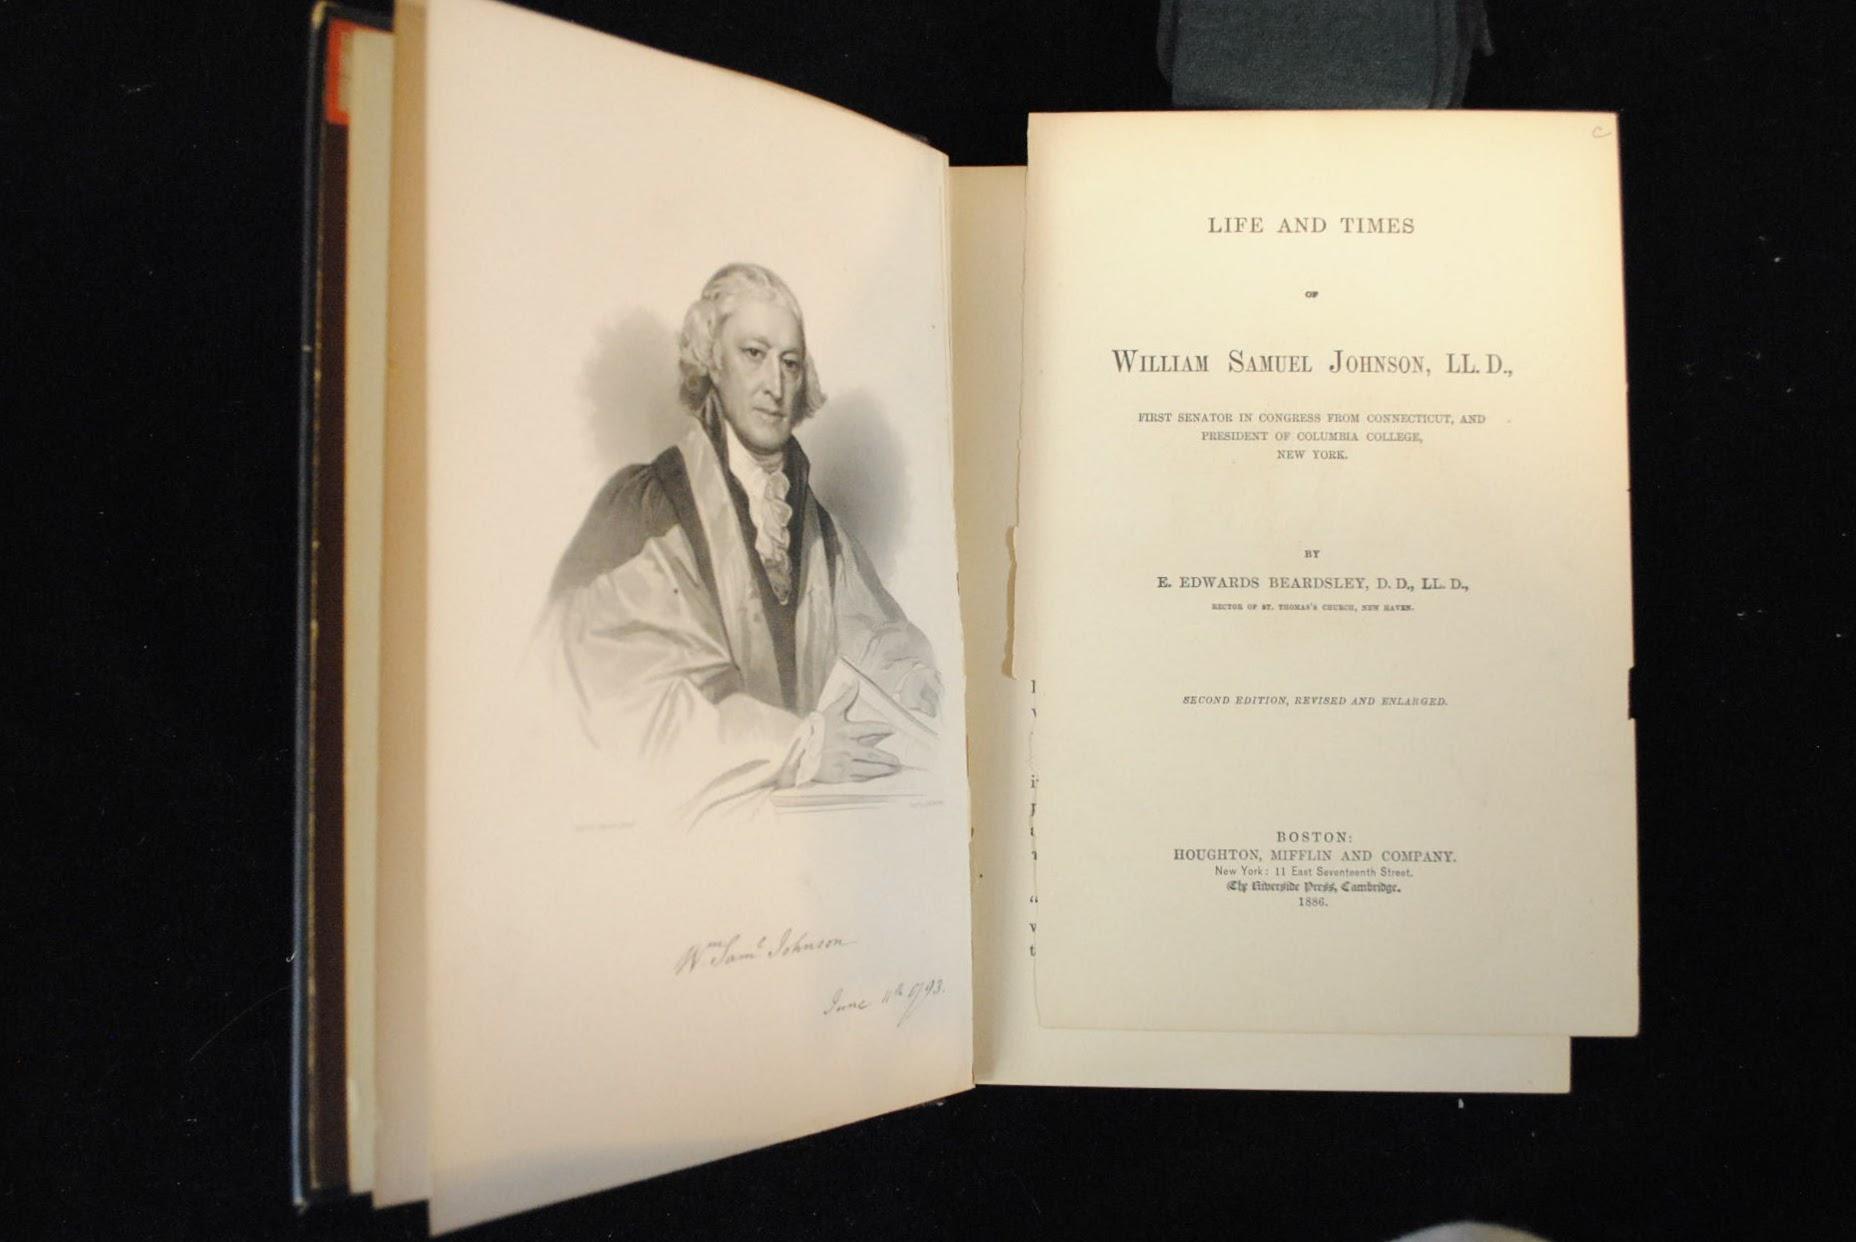 Wm Saml Johnson
June 11th 1793.
C
LIFE AND TIMES
OF
WILLIAM SAMUEL JOHNSON, LL. D.,
FIRST SENATOR IN CONGRESS FROM CONNECTICUT, AND
PRESIDENT OF COLUMBIA COLLEGE,
NEW YORK.
BY
E. EDWARDS BEARDSLEY, D. D., LL. D.,
RECTOR OF ST. THOMAS'S CHURCH, NEW HAVEN.
SECOND EDITION, REVISED AND ENLARGED.
BOSTON:
HOUGHTON, MIFFLIN AND COMPANY.
New York: 11 East Seventeenth Street.
The Riverside Press, Cambridge.
1886.